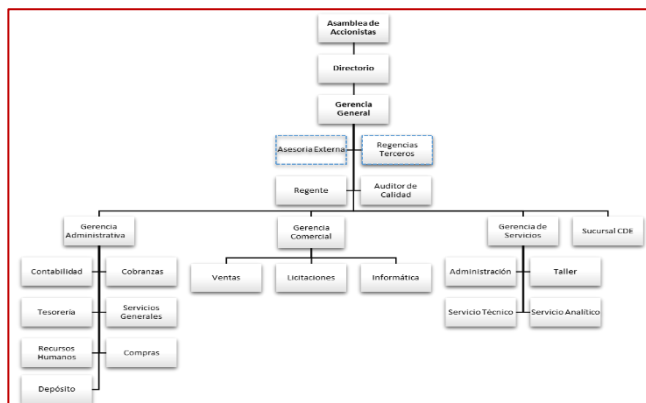 Asamblea de
Accionistas
Directorio
Gerencia
General
Asesoria Externa
Regencias
Terceros
Regente
Auditor de
Calidad
Gerencia
Administrativa
Gerencia
Comercial
Gerencia de
Servicios
Sucursal CDE
Contabilidad
Cobranzas
Ventas
Licitaciones
Informática
Administración
Taller
Tesorería
Servicios
Generales
Servicio Técnico
Servicio Analítico
Recursos
Humanos
Compras
Depósito